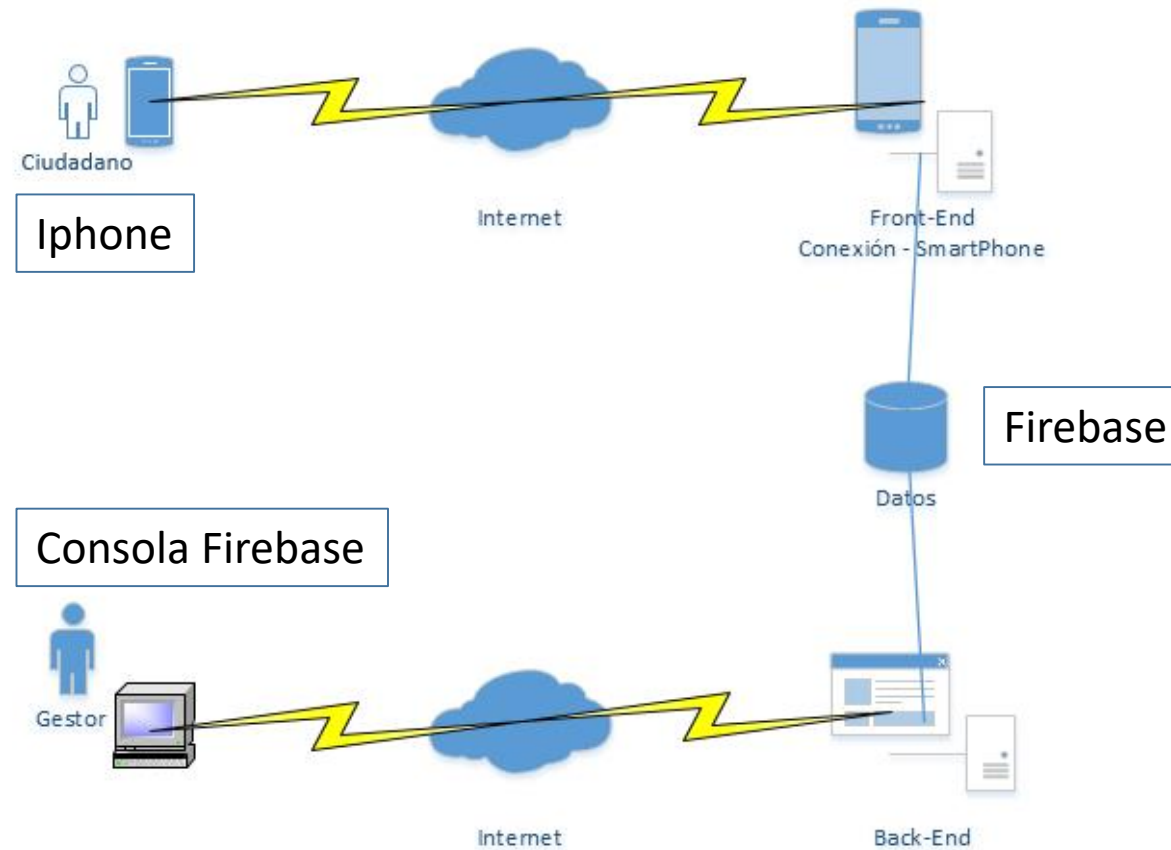 Ciudadano
Iphone
Internet
Front-End
Conexión - SmartPhone
Firebase
Datos
Consola Firebase
Gestor
Internet
Back-End